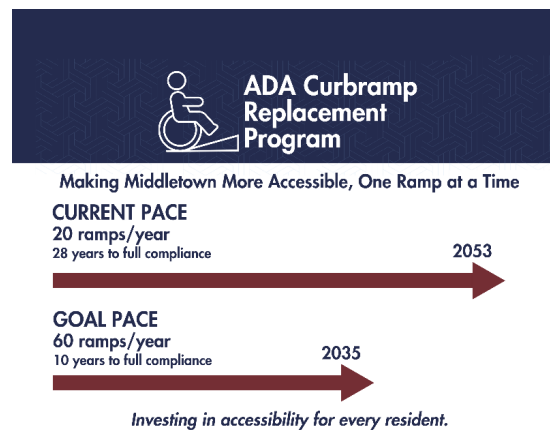 ADA Curbramp
Replacement
Program
Making Middletown More Accessible, One Ramp at a Time
CURRENT PACE
20 ramps/year
28 years to full compliance
2053
GOAL PACE
60 ramps/year
10 years to full compliance
2035
Investing in accessibility for every resident.